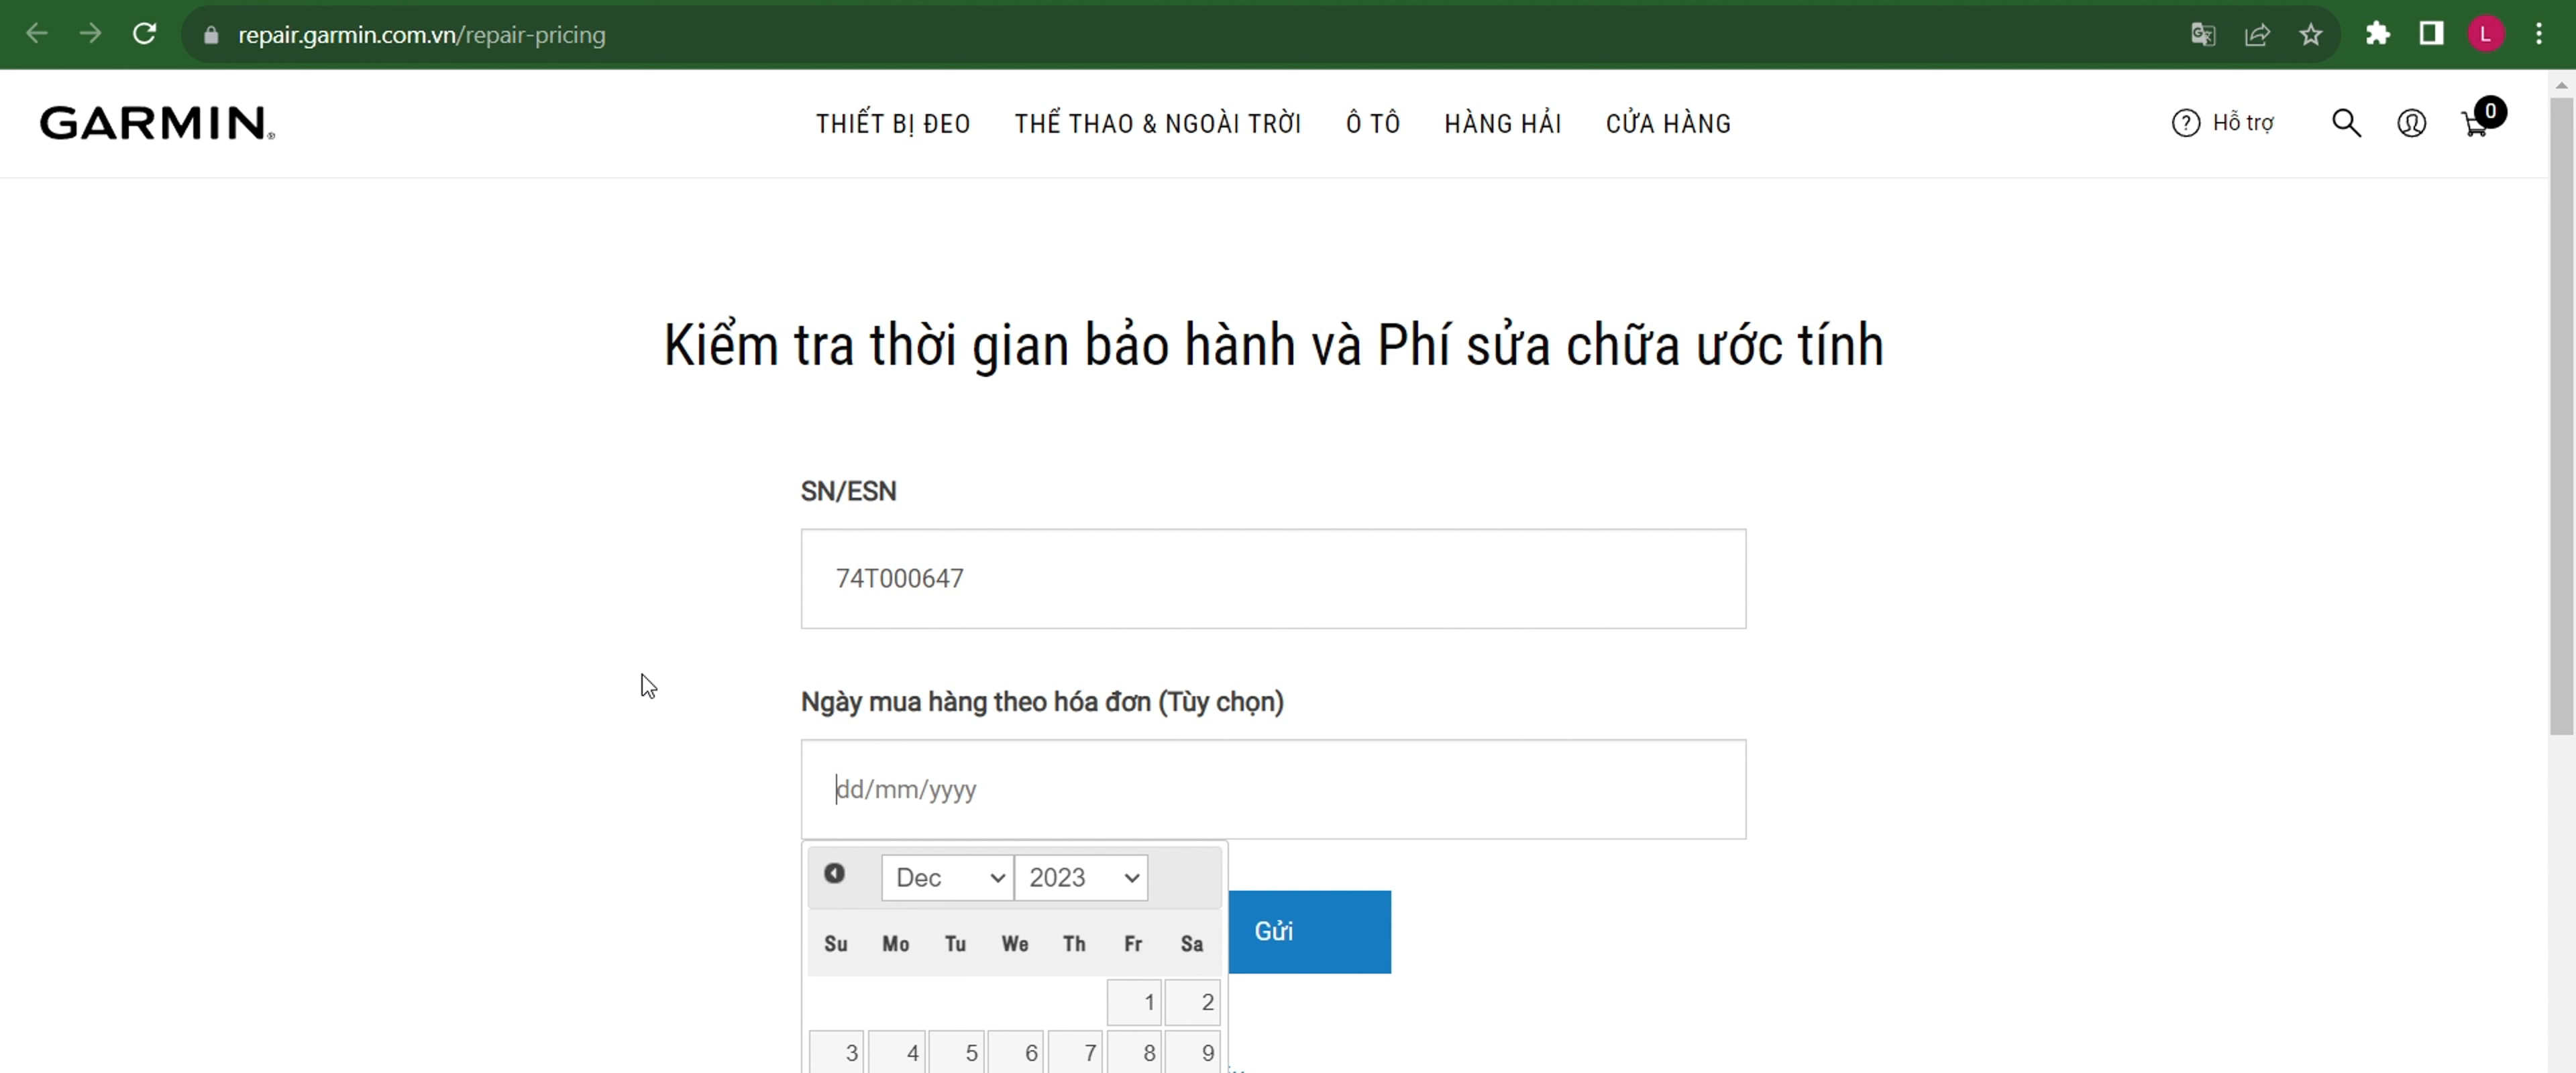 repair.garmin.com.vn/repair-pricing
L
GARMIN
THIẾT BỊ ĐEO THỂ THAO & NGOÀI TRỜI Ô TÔ HÀNG HẢI CỬA HÀNG
? Hỗ trợ
0
Kiểm tra thời gian bảo hành và Phí sửa chữa ước tính
SN/ESN
74T000647
Ngày mua hàng theo hóa đơn (Tùy chọn)
dd/mm/yyyy
Dec 2023
Gửi
Su Mo Tu We Th Fr Sa
1 2
3 4 5 6 7 8 9